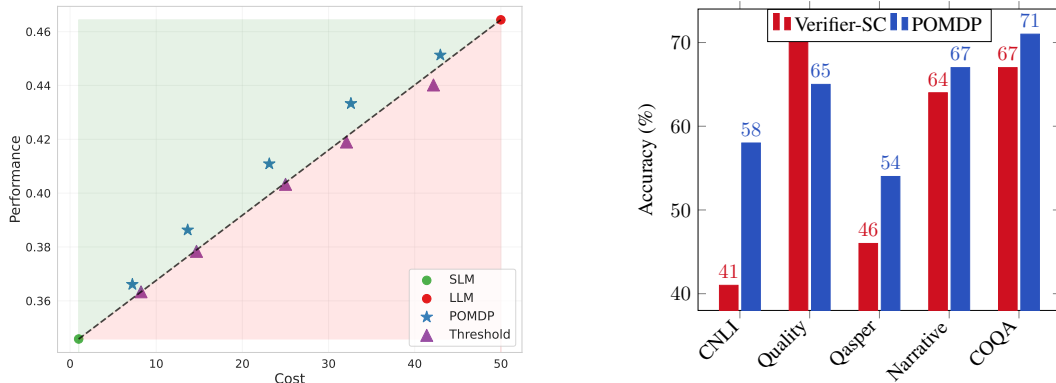 0.46
0.44
0.42
0.40
0.38
0.36
Performance
0 10 20 30 40 50
Cost
SLM
LLM
POMDP
Threshold
Verifier-SC POMDP
70
60
50
40
Accuracy (%)
41 58
65
46 54
64 67
67 71
CNLI
Quality
Qasper
Narrative
COQA